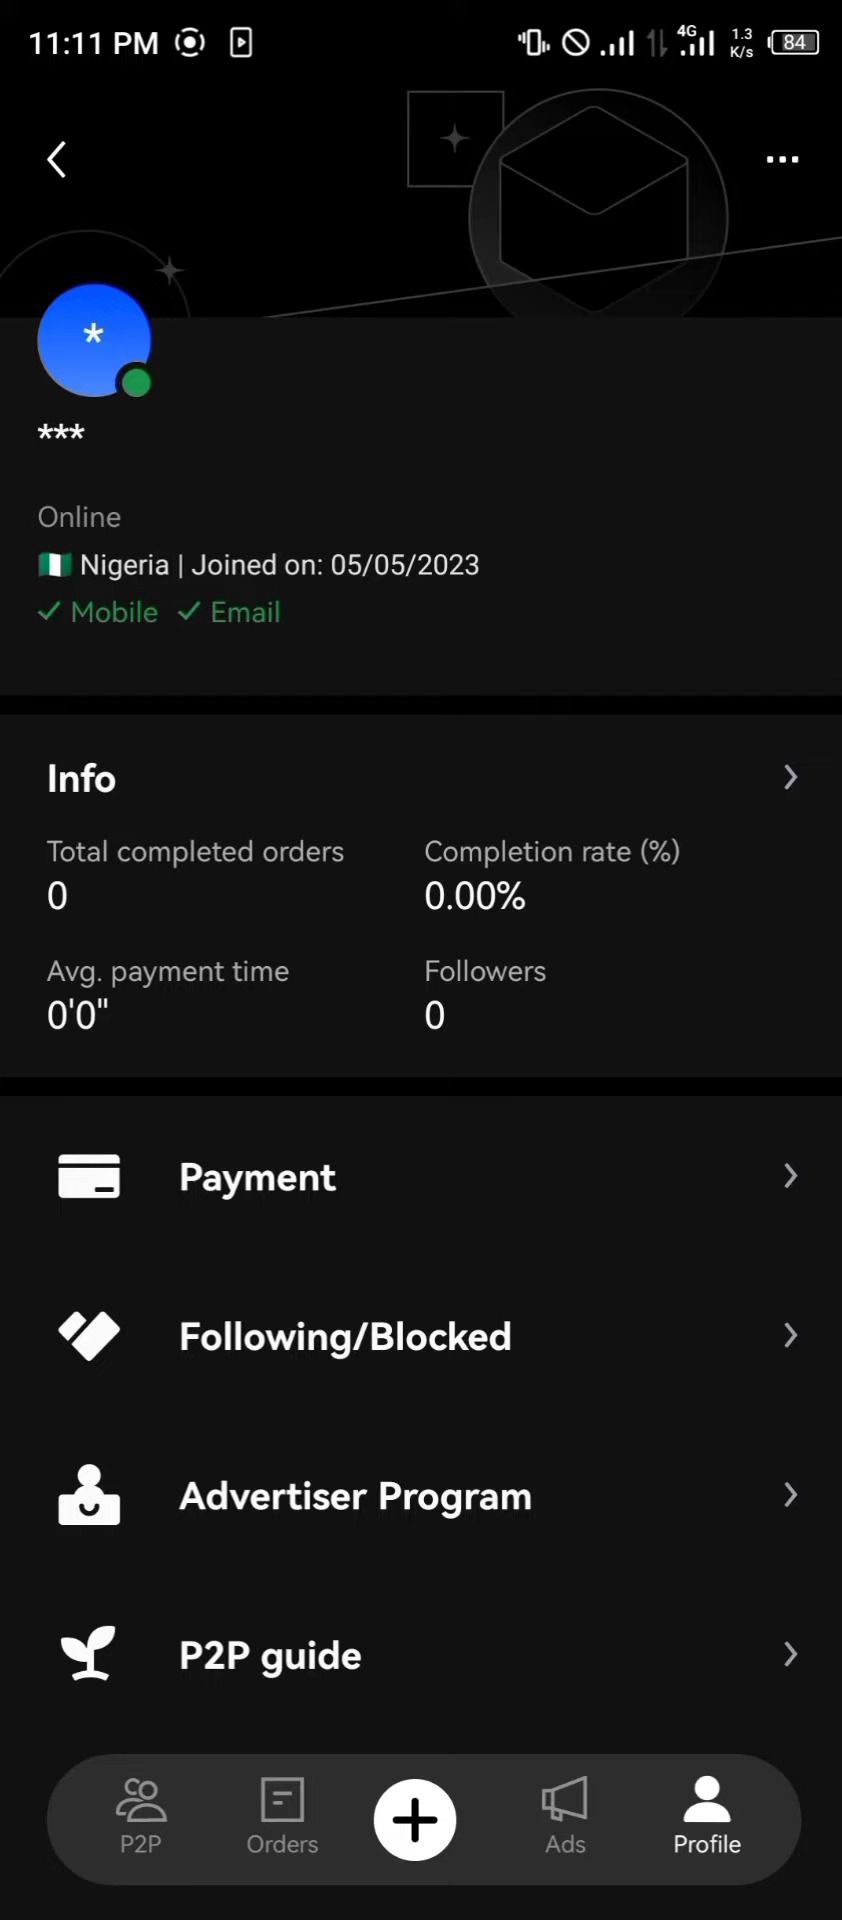 11:11 PM 4G 1.3 K/s 84
*
***
Online
Nigeria | Joined on: 05/05/2023
Mobile Email
Info
Total completed orders Completion rate (%)
0 0.00%
Avg. payment time Followers
0'0" 0
Payment
Following/Blocked
Advertiser Program
P2P guide
P2P Orders Ads Profile